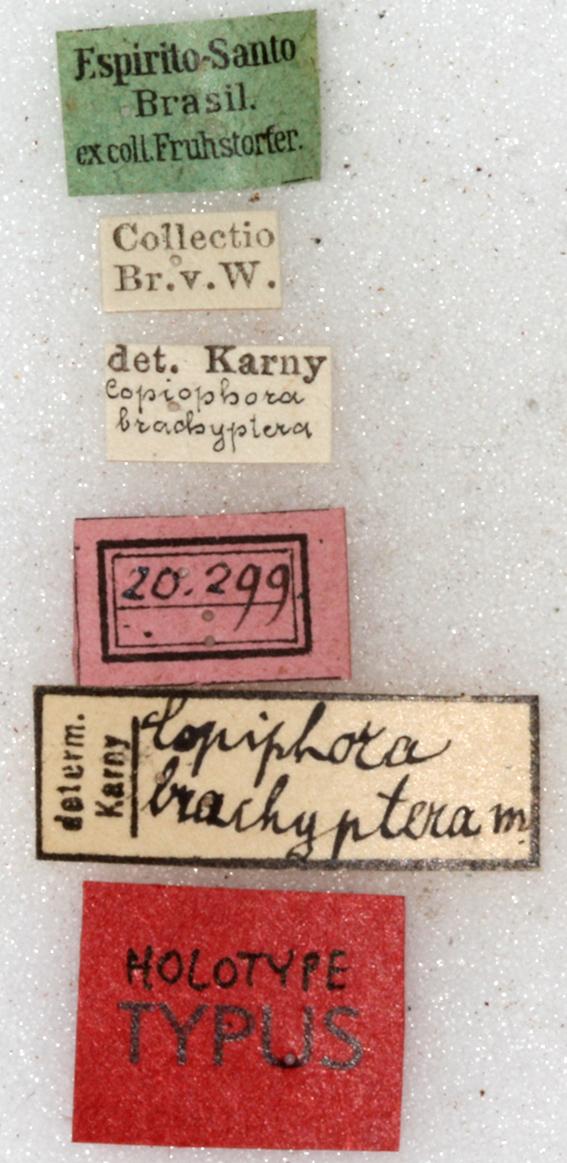 Espirito-Santo
Brasil.
ex coll. Fruhstorfer.
Collectio
Br.v.W.
det. Karny
Copiophora
brachyptera
20.299
determ.
Karny
Copiphora
brachyptera m.
HOLOTYPE
TYPUS